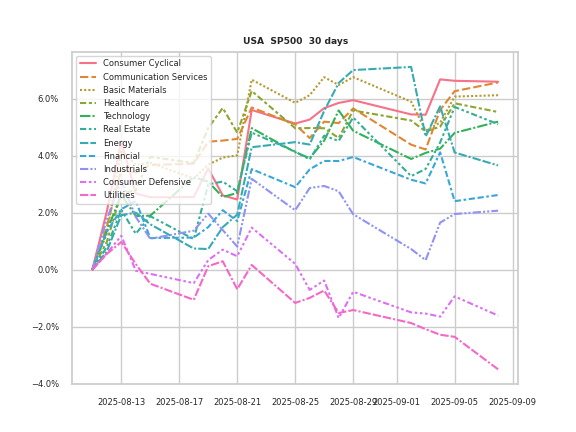 USA  SP500  30 days
Consumer Cyclical
Communication Services
Basic Materials
Healthcare
Technology
Real Estate
Energy
Financial
Industrials
Consumer Defensive
Utilities
6.0%
4.0%
2.0%
0.0%
−2.0%
−4.0%
2025-08-13
2025-08-17
2025-08-21
2025-08-25
2025-08-29
2025-09-01
2025-09-05
2025-09-09